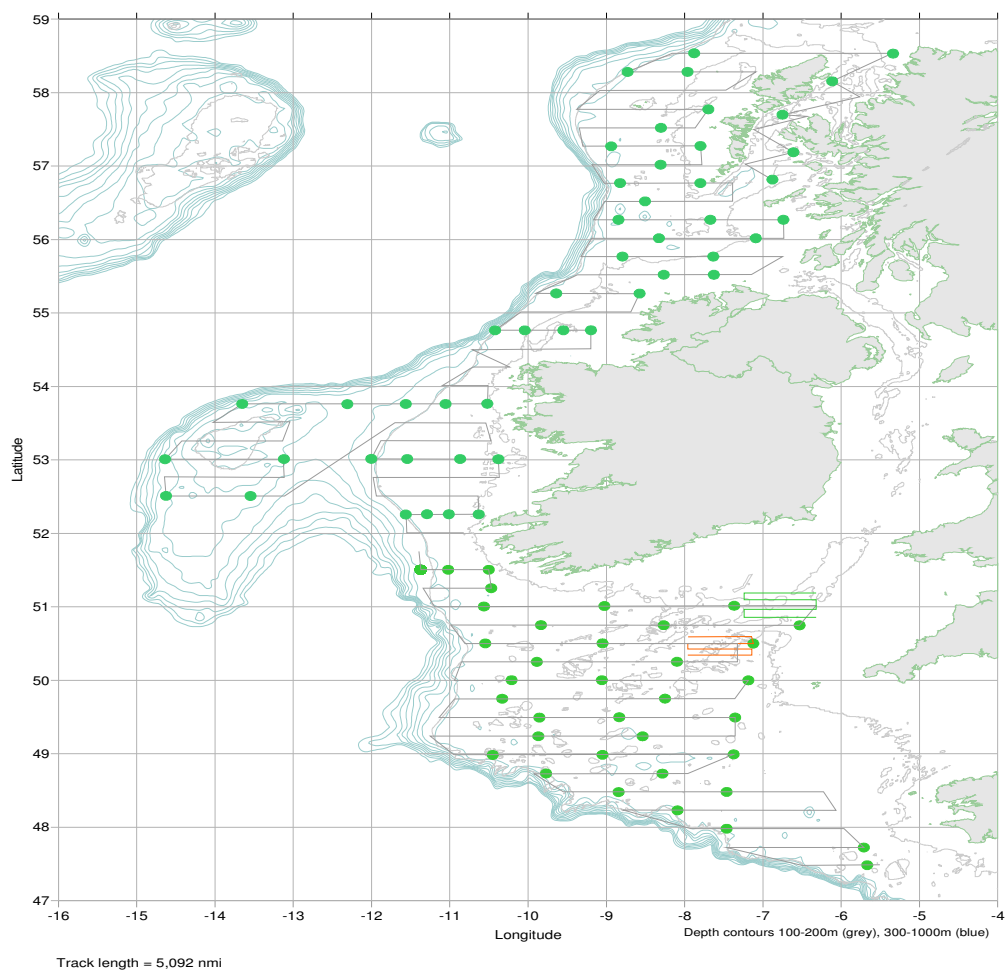 59
58
57
56
55
54
53
52
51
50
49
48
47
Latitude
-16 -15 -14 -13 -12 -11 -10 -9 -8 -7 -6 -5 -4
Longitude
Depth contours 100-200m (grey), 300-1000m (blue)
Track length = 5,092 nmi